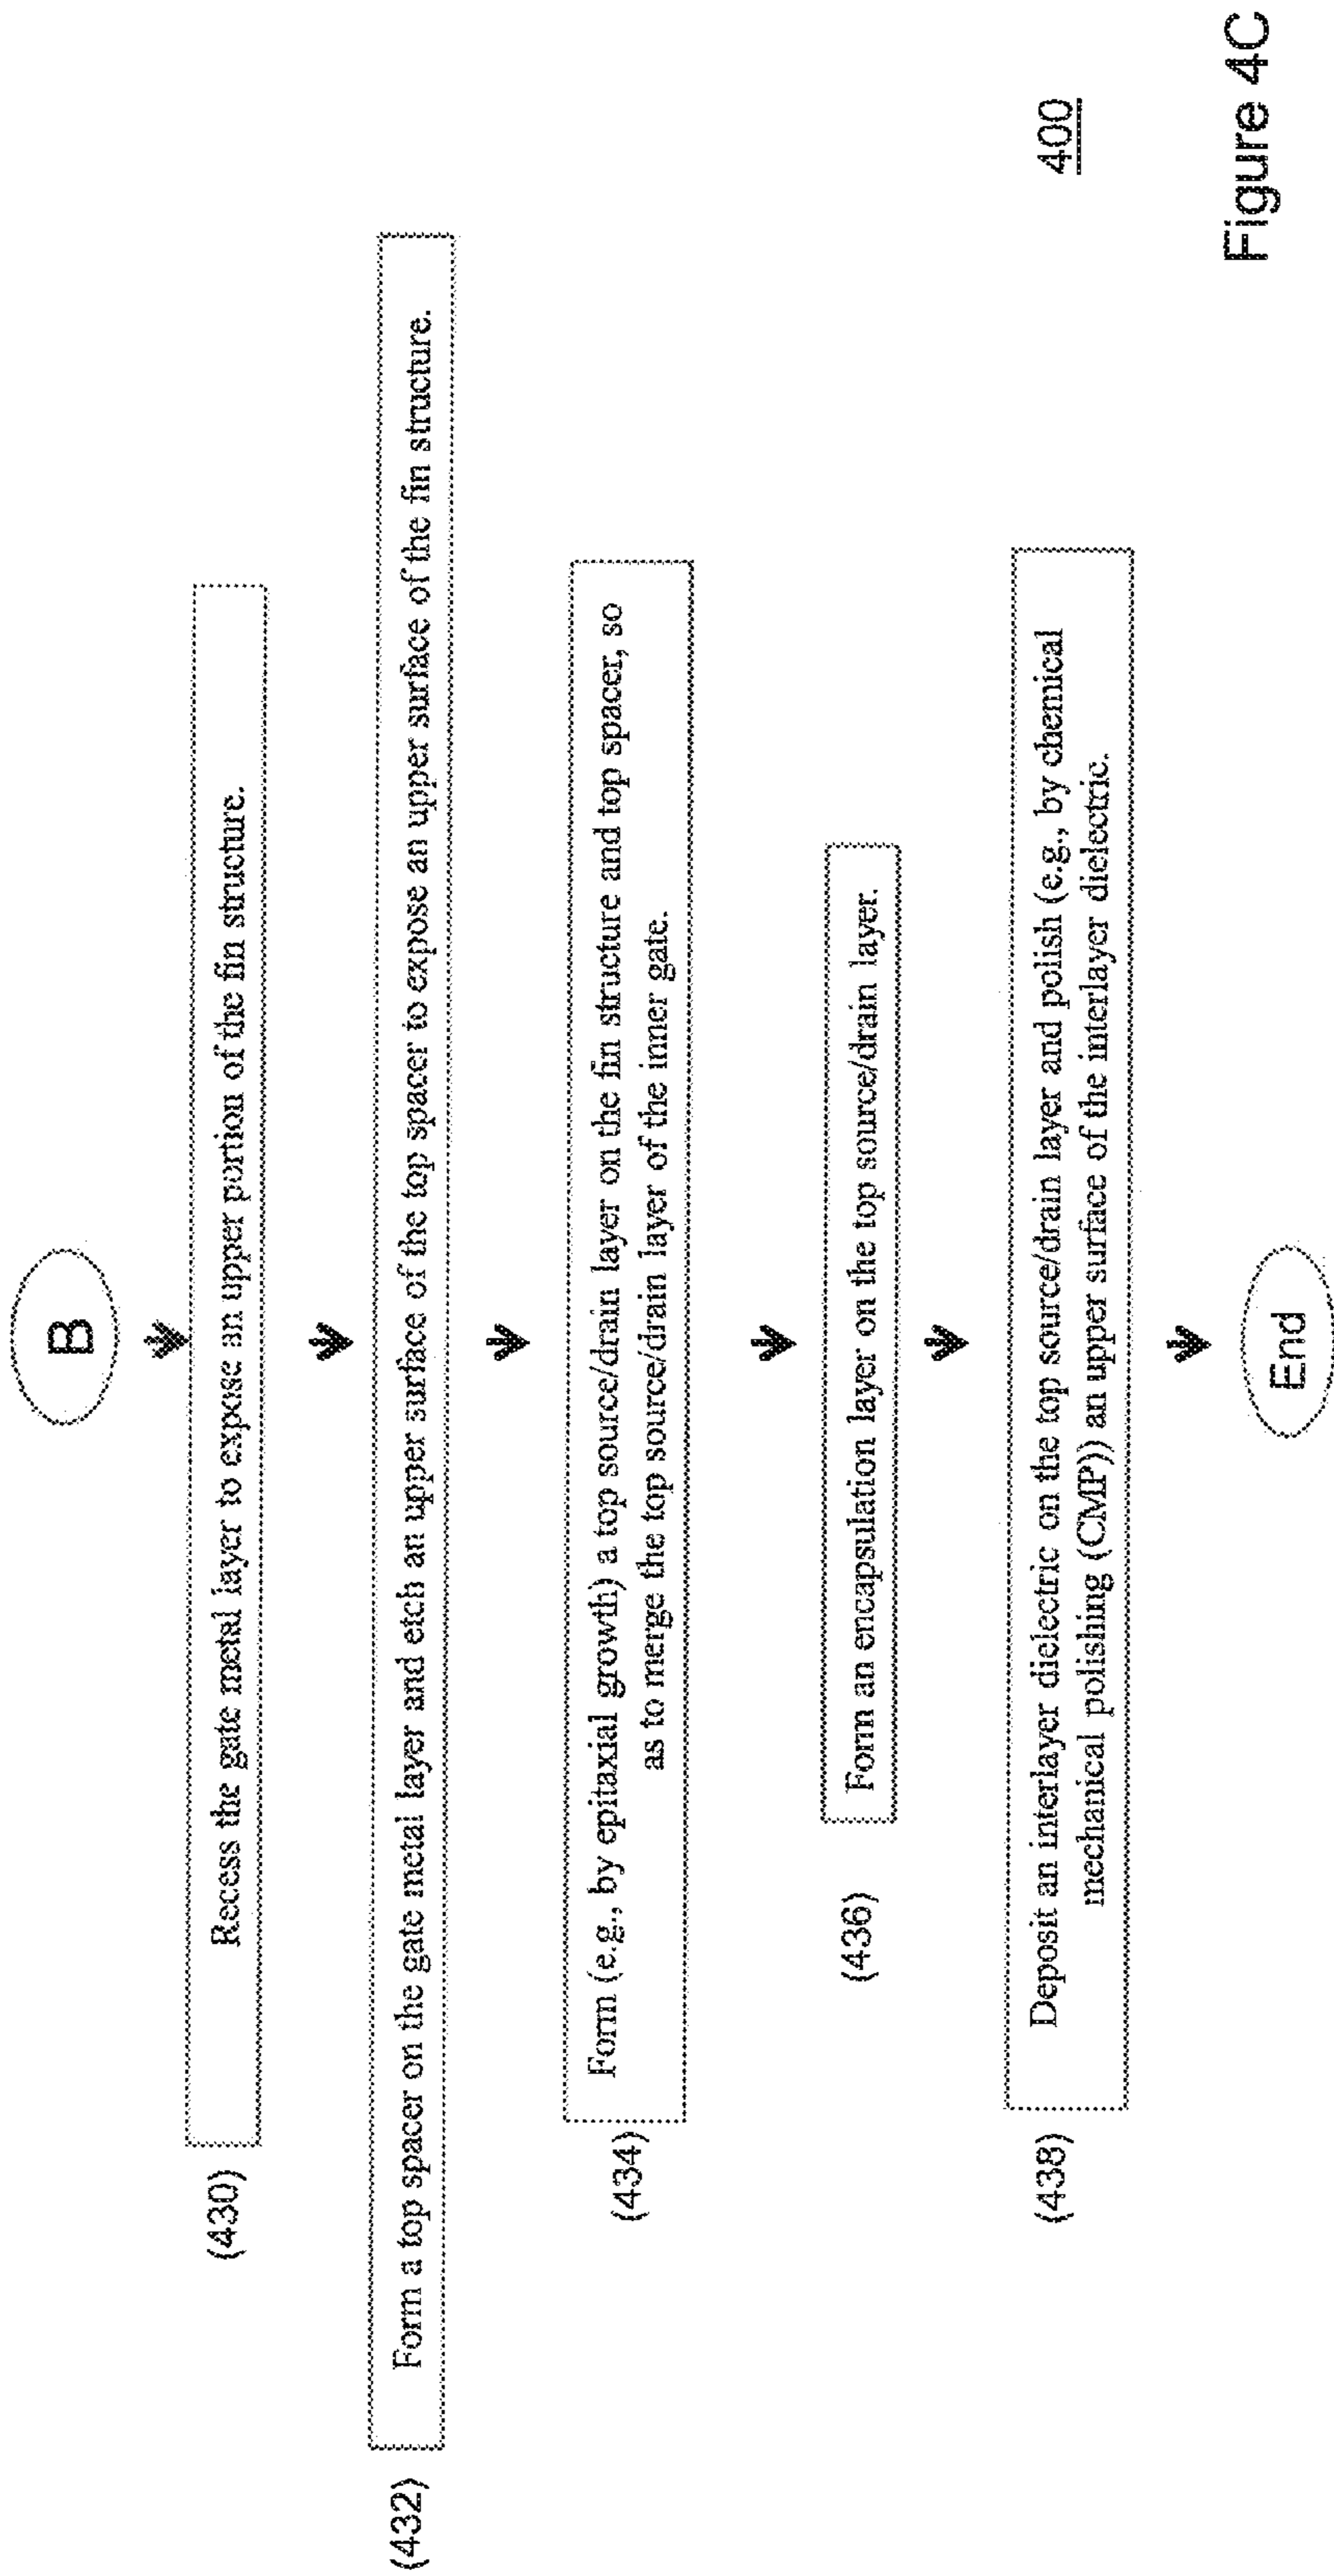 B
(430)
Recess the gate metal layer to expose an upper portion of the fin structure.
(432)
Form a top spacer on the gate metal layer and etch an upper surface of the top spacer to expose an upper surface of the fin structure.
(434)
Form (e.g., by epitaxial growth) a top source/drain layer on the fin structure and top spacer, so
as to merge the top source/drain layer of the inner gate.
(436)
Form an encapsulation layer on the top source/drain layer.
(438)
Deposit an interlayer dielectric on the top source/drain layer and polish (e.g., by chemical
mechanical polishing (CMP)) an upper surface of the interlayer dielectric.
End
400
Figure 4C